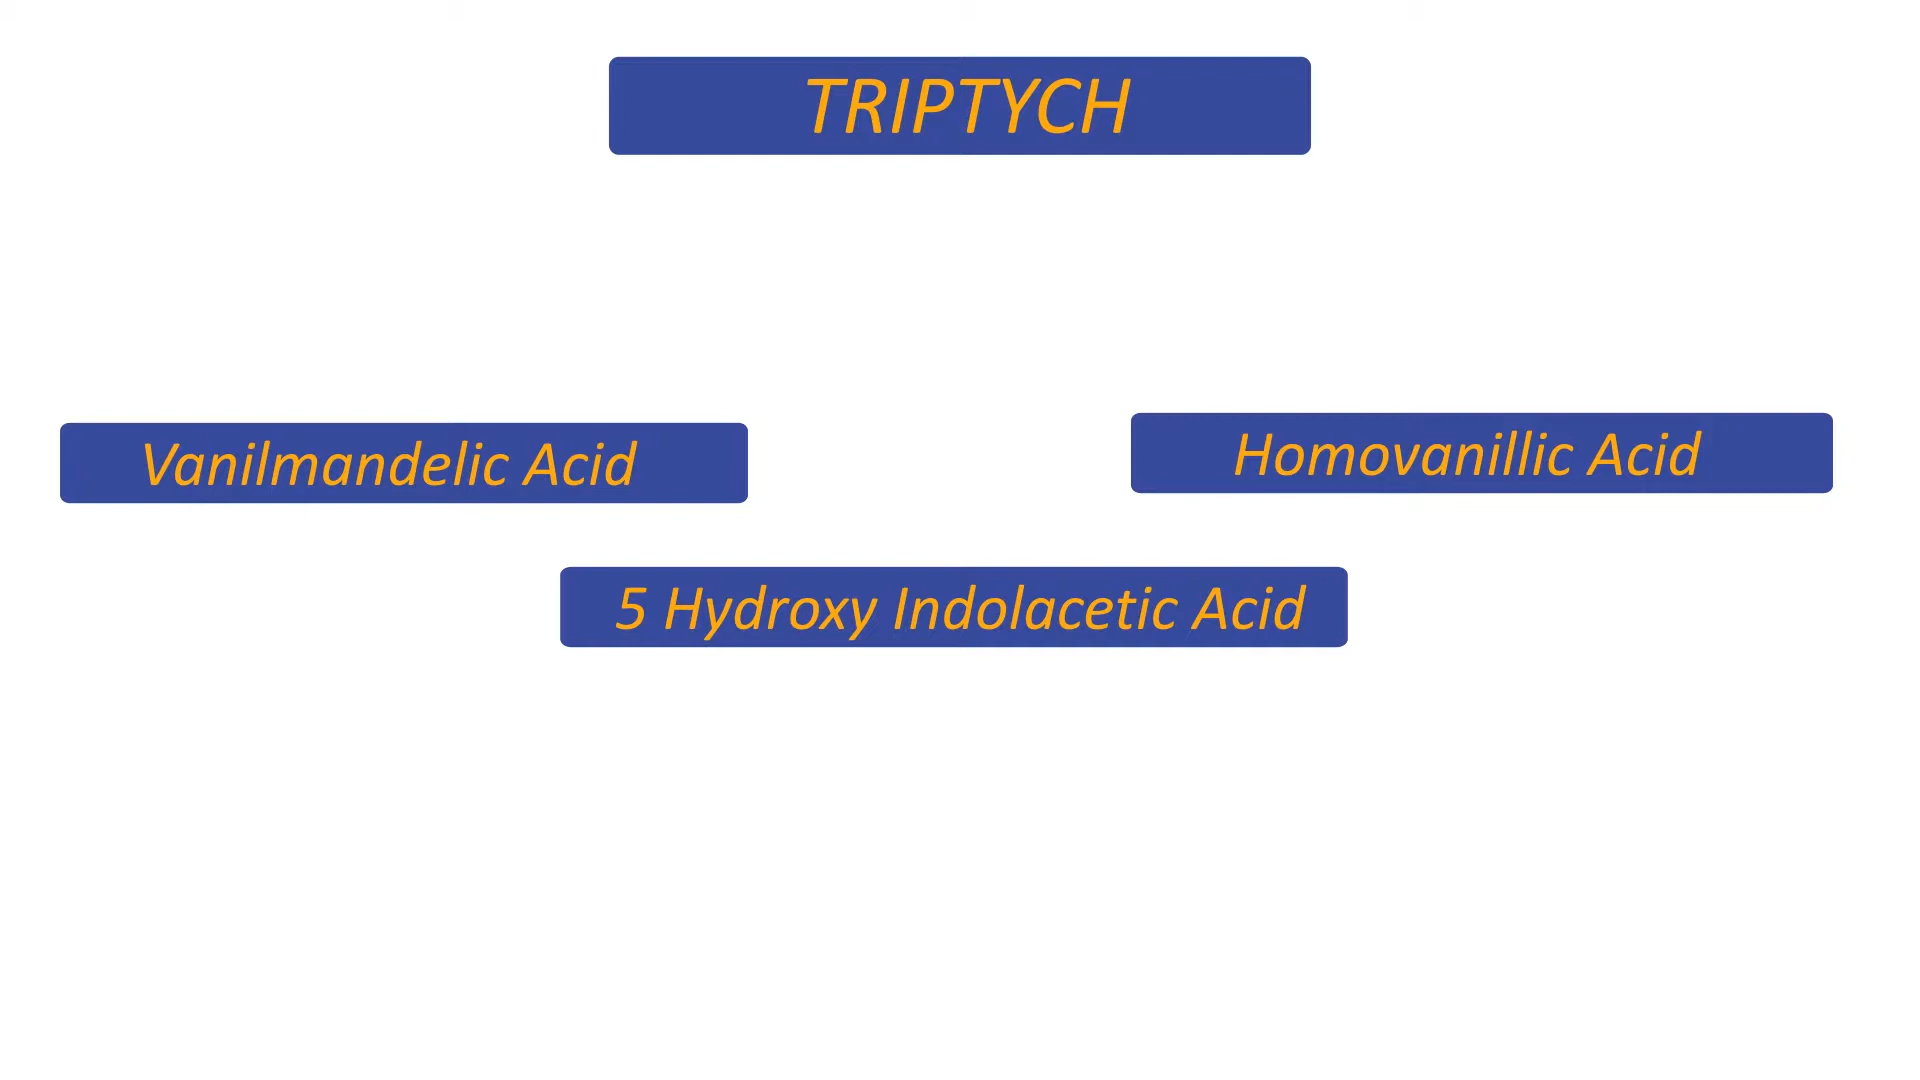 TRIPTYCH
Vanilmandelic Acid
Homovanillic Acid
5 Hydroxy Indolacetic Acid